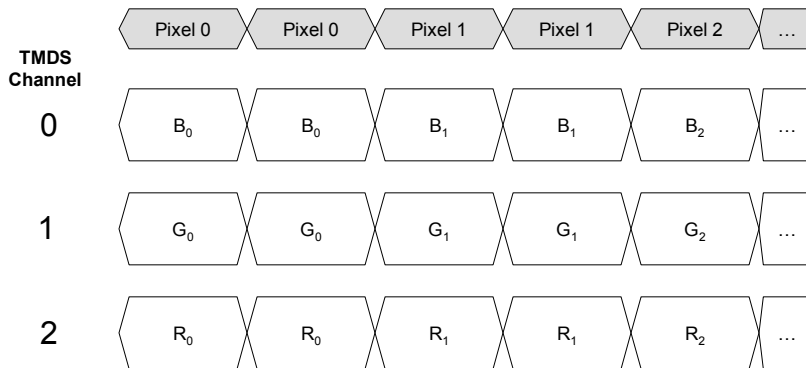 Pixel 0 Pixel 0 Pixel 1 Pixel 1 Pixel 2 ...
TMDS
Channel
0 B₀ B₀ B₁ B₁ B₂ ...
1 G₀ G₀ G₁ G₁ G₂ ...
2 R₀ R₀ R₁ R₁ R₂ ...